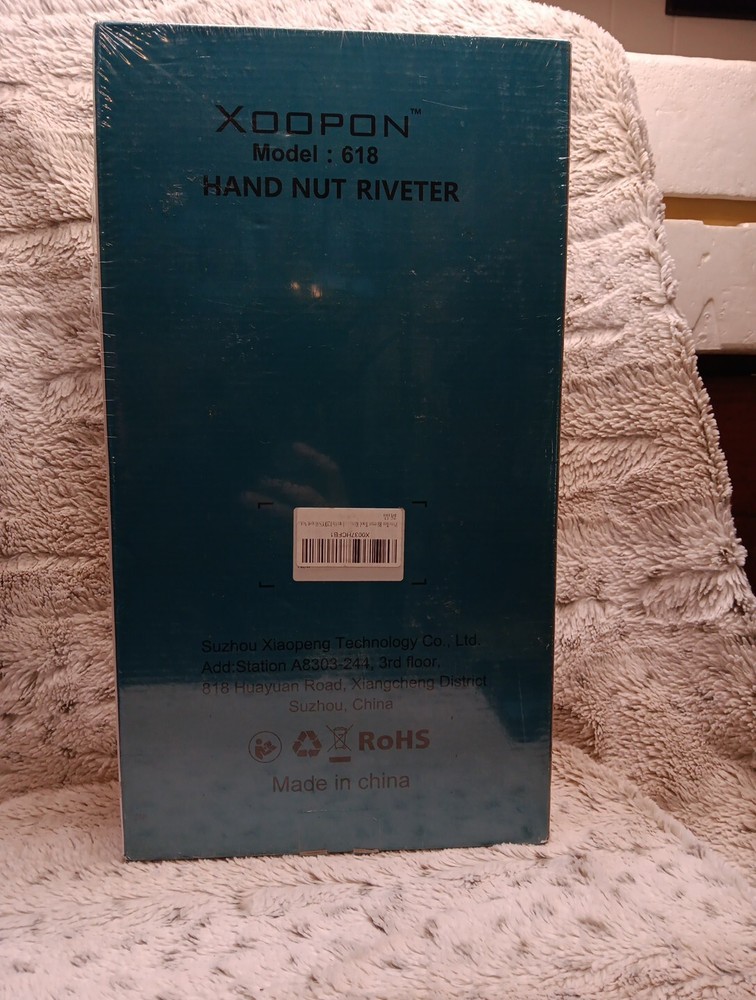 XOOPON™
Model : 618
HAND NUT RIVETER
Suzhou Xiaopeng Technology Co., Ltd.
Add:Station A8303-244, 3rd floor,
818 Huayuan Road, Xiangcheng District
Suzhou, China
RoHS
Made in china